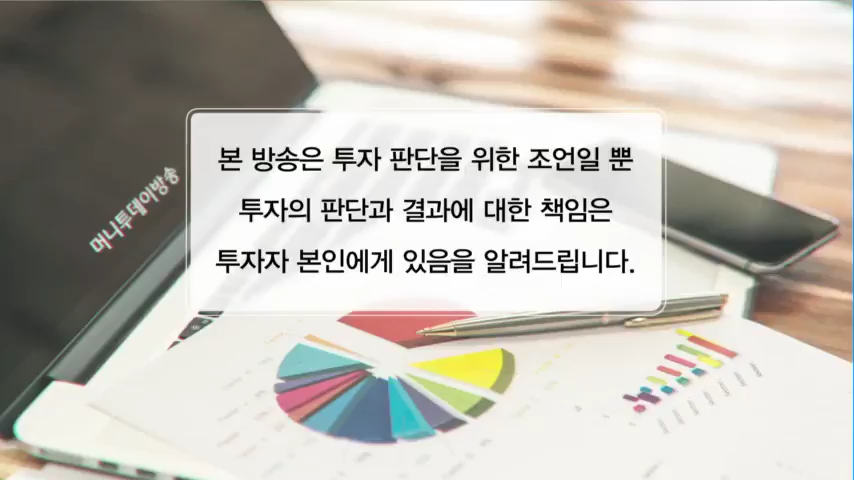 머니투데이방송
본 방송은 투자 판단을 위한 조언일 뿐
투자의 판단과 결과에 대한 책임은
투자자 본인에게 있음을 알려드립니다.